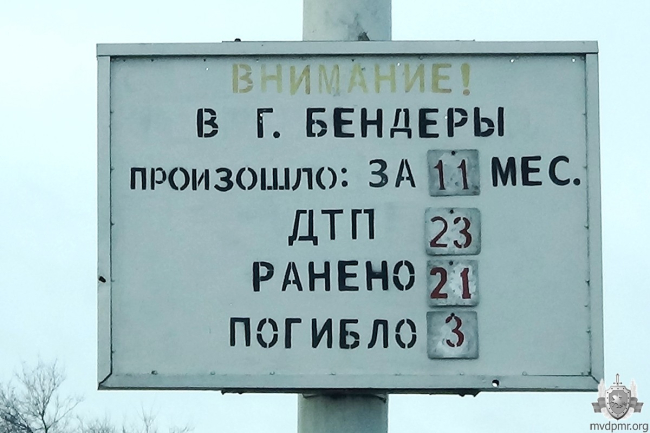 ВНИМАНИЕ!
В Г. БЕНДЕРЫ
ПРОИЗОШЛО: ЗА 11 МЕС.
ДТП 23
РАНЕНО 21
ПОГИБЛО 3
mvdpmr.org